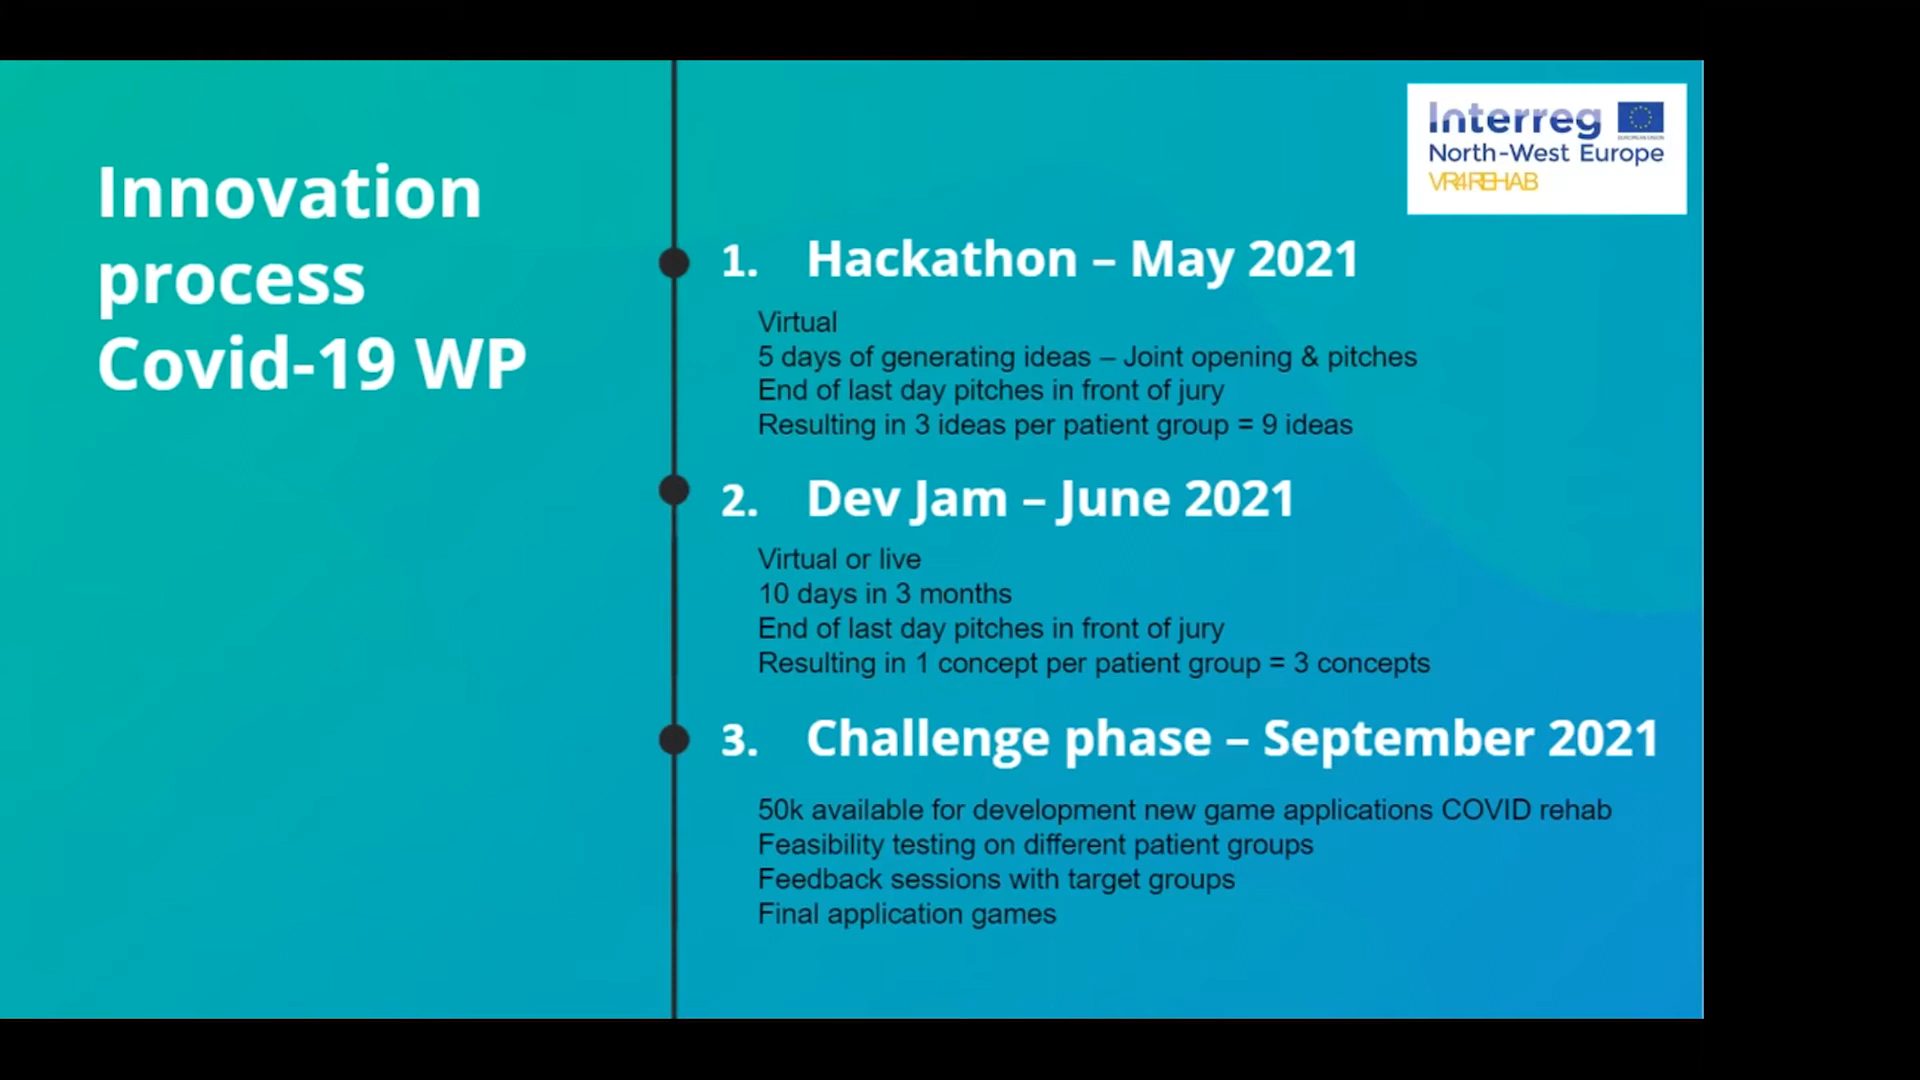 Innovation
process
Covid-19 WP
Interreg
EUROPEAN UNION
North-West Europe
VR4REHAB
1. Hackathon – May 2021
Virtual
5 days of generating ideas – Joint opening & pitches
End of last day pitches in front of jury
Resulting in 3 ideas per patient group = 9 ideas
2. Dev Jam – June 2021
Virtual or live
10 days in 3 months
End of last day pitches in front of jury
Resulting in 1 concept per patient group = 3 concepts
3. Challenge phase – September 2021
50k available for development new game applications COVID rehab
Feasibility testing on different patient groups
Feedback sessions with target groups
Final application games